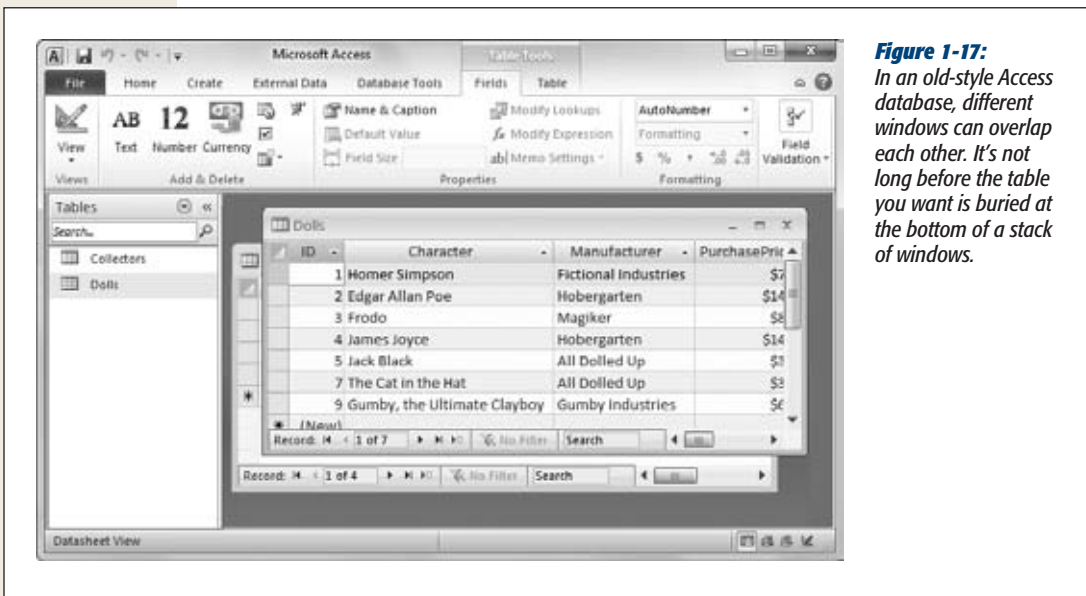 Microsoft Access
Table Tools
File Home Create External Data Database Tools Fields Table
View
Views
AB Text
12 Number
Currency
Add & Delete
Name & Caption
Default Value
Field Size
Modify Lookups
Modify Expression
ab| Memo Settings
Properties
AutoNumber
Formatting
$ % ,
Formatting
Field
Validation
Tables
Search...
Collectors
Dolls
Dolls
ID Character Manufacturer PurchasePric
1 Homer Simpson Fictional Industries $7
2 Edgar Allan Poe Hobergarten $14
3 Frodo Magiker
4 James Joyce Hobergarten $14
5 Jack Black All Dolled Up $3
7 The Cat in the Hat All Dolled Up $3
9 Gumby, the Ultimate Clayboy Gumby Industries
(New)
Record: 1 of 7 No Filter Search
Record: 1 of 4 No Filter Search
Datasheet View
Figure 1-17:
In an old-style Access
database, different
windows can overlap
each other. It's not
long before the table
you want is buried at
the bottom of a stack
of windows.